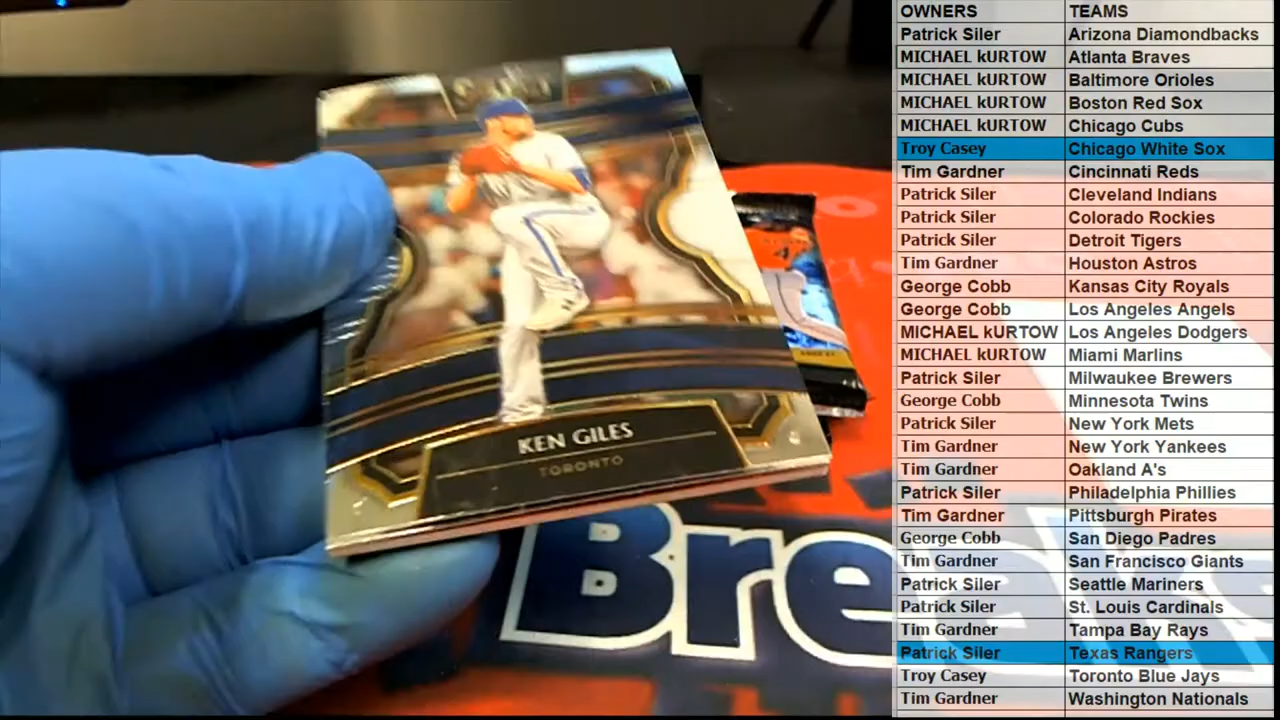 KEN GILES
TORONTO
Bre
OWNERS TEAMS
Patrick Siler Arizona Diamondbacks
MICHAEL kURTOW Atlanta Braves
MICHAEL kURTOW Baltimore Orioles
MICHAEL kURTOW Boston Red Sox
MICHAEL kURTOW Chicago Cubs
Troy Casey Chicago White Sox
Tim Gardner Cincinnati Reds
Patrick Siler Cleveland Indians
Patrick Siler Colorado Rockies
Patrick Siler Detroit Tigers
Tim Gardner Houston Astros
George Cobb Kansas City Royals
George Cobb Los Angeles Angels
MICHAEL kURTOW Los Angeles Dodgers
MICHAEL kURTOW Miami Marlins
Patrick Siler Milwaukee Brewers
George Cobb Minnesota Twins
Patrick Siler New York Mets
Tim Gardner New York Yankees
Tim Gardner Oakland A's
Patrick Siler Philadelphia Phillies
Tim Gardner Pittsburgh Pirates
George Cobb San Diego Padres
Tim Gardner San Francisco Giants
Patrick Siler Seattle Mariners
Patrick Siler St. Louis Cardinals
Tim Gardner Tampa Bay Rays
Patrick Siler Texas Rangers
Troy Casey Toronto Blue Jays
Tim Gardner Washington Nationals